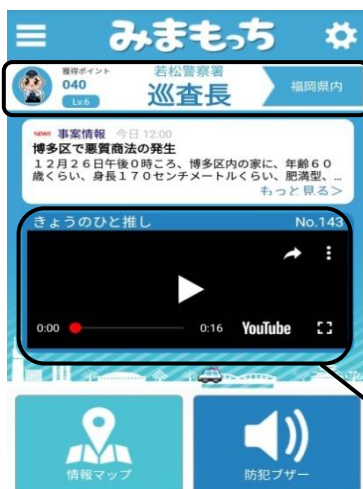 みまもっち
獲得ポイント
040
Lv.6
若松警察署
巡査長
福岡県内
NEW!! 事案情報 今日 12:00
博多区で悪質商法の発生
12月26日午後0時ころ、博多区内の家に、年齢60
歳くらい、身長170センチメートルくらい、肥満型、…
もっと見る>
きょうのひと推し No.143
0:00 0:16 YouTube
情報マップ
防犯ブザー